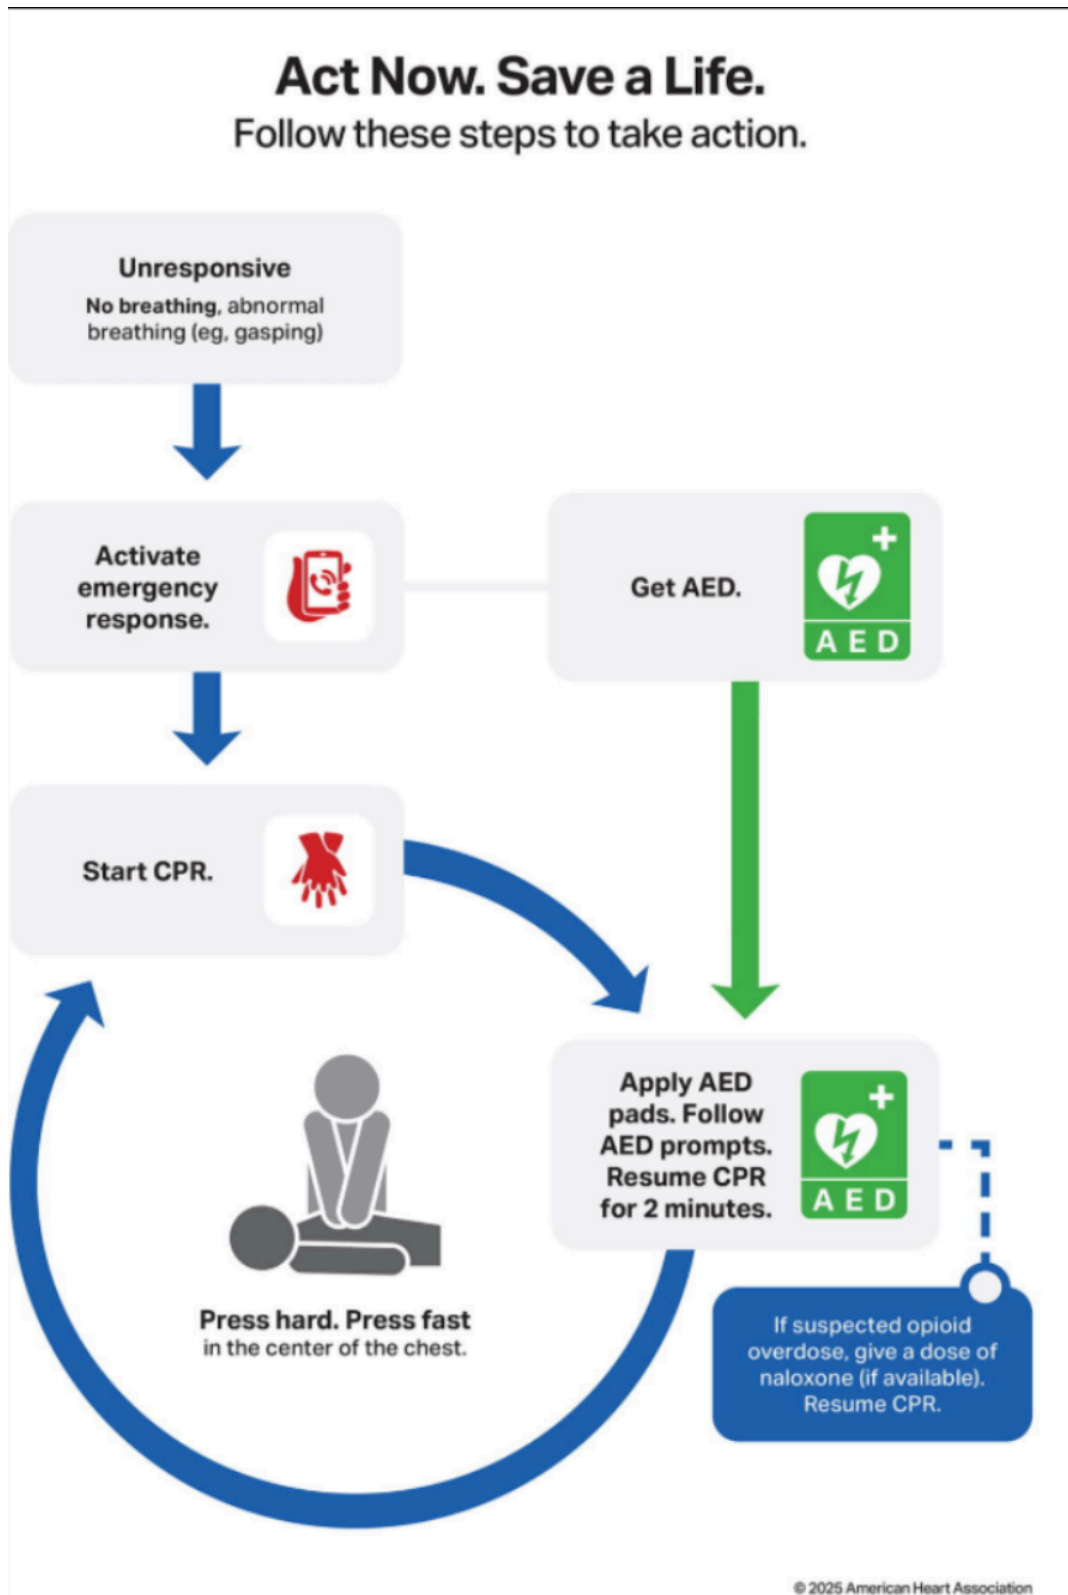 Act Now. Save a Life.
Follow these steps to take action.
Unresponsive
No breathing, abnormal
breathing (eg, gasping)
Activate
emergency
response.
Get AED.
AED
Start CPR.
Apply AED
pads. Follow
AED prompts.
Resume CPR
for 2 minutes.
AED
Press hard. Press fast
in the center of the chest.
If suspected opioid
overdose, give a dose of
naloxone (if available).
Resume CPR.
© 2025 American Heart Association